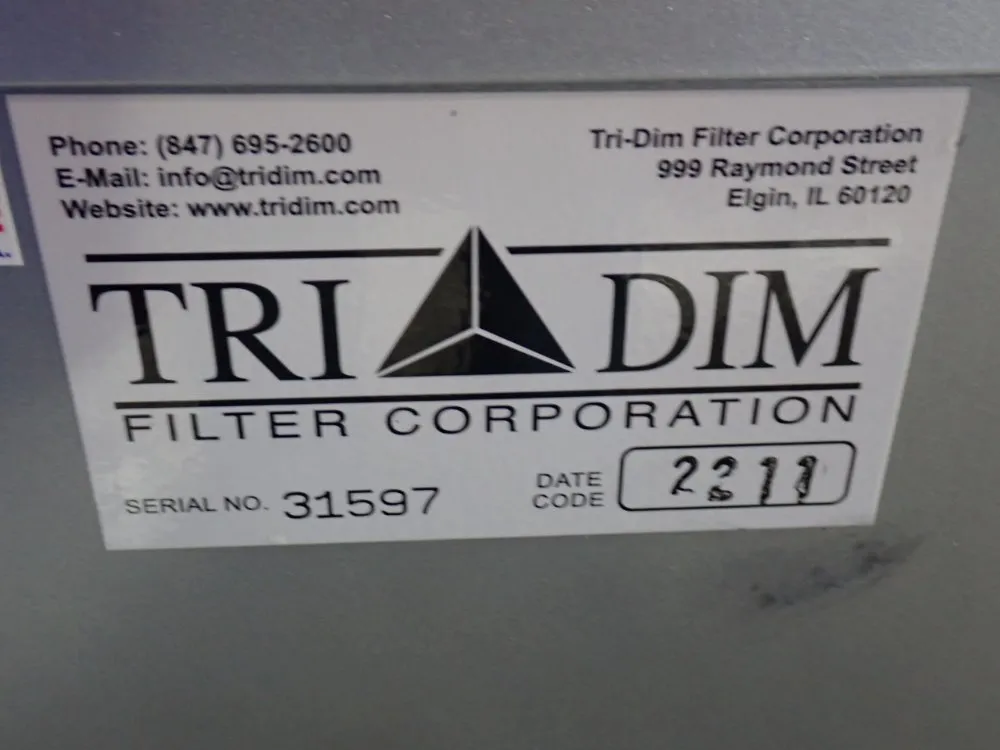 Phone: (847) 695-2600
E-Mail: info@tridim.com
Website: www.tridim.com
Tri-Dim Filter Corporation
999 Raymond Street
Elgin, IL 60120
TRI DIM
FILTER CORPORATION
SERIAL NO. 31597
DATE CODE